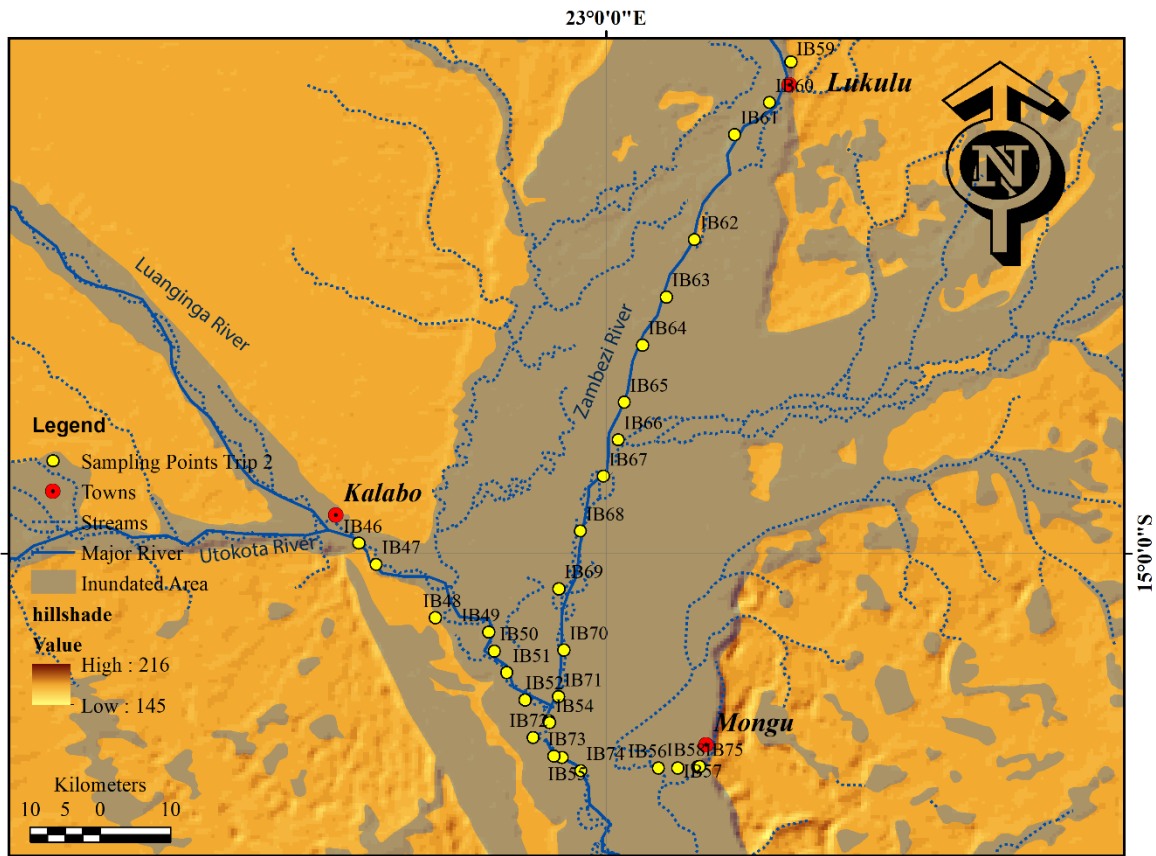 23°0'0"E
IB59
Lukulu
IB60
IB61
N
IB62
Luanginga River
IB63
Zambezi River
IB64
IB65
Legend
IB66
Sampling Points Trip 2
IB67
Kalabo
Towns
IB68
IB46
Streams
Utokota River
15°0'0"S
Major River
IB47
Inundated Area
IB69
IB48
hillshade
IB49
IB50
IB70
Value
IB51
High : 216
IB52
IB71
Low : 145
IB54
IB72
Mongu
IB73
IB74
IB56
IB58
IB75
IB57
IB53
Kilometers
10 5 0 10